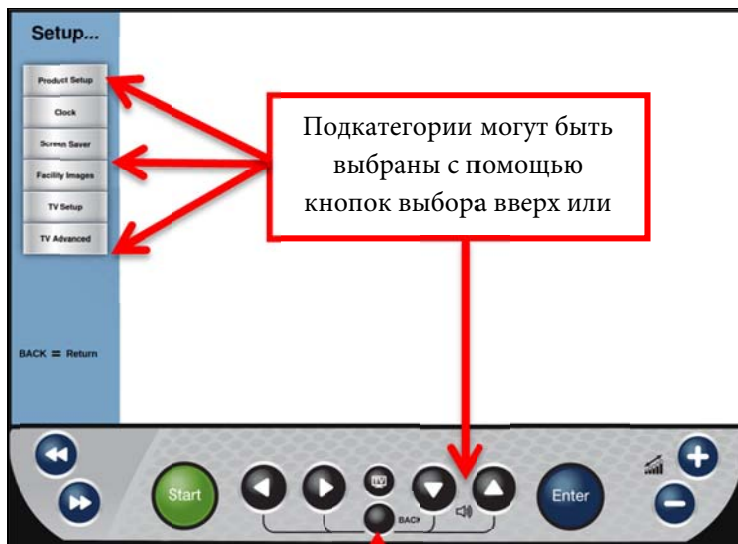 Setup...
Product Setup
Clock
Screen Saver
Facility Images
TV Setup
TV Advanced
BACK = Return
Подкатегории могут быть
выбраны с помощью
кнопок выбора вверх или
Start
TV
BACK
Enter